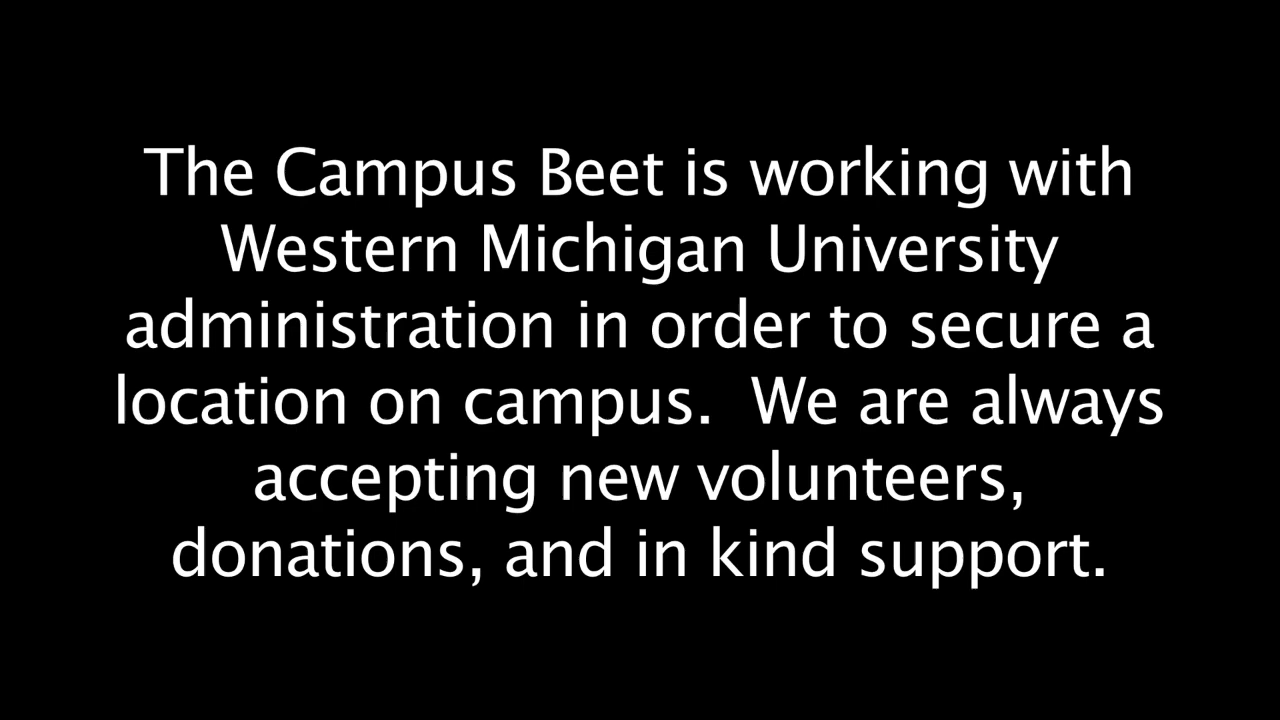 The Campus Beet is working with
Western Michigan University
administration in order to secure a
location on campus.  We are always
accepting new volunteers,
donations, and in kind support.